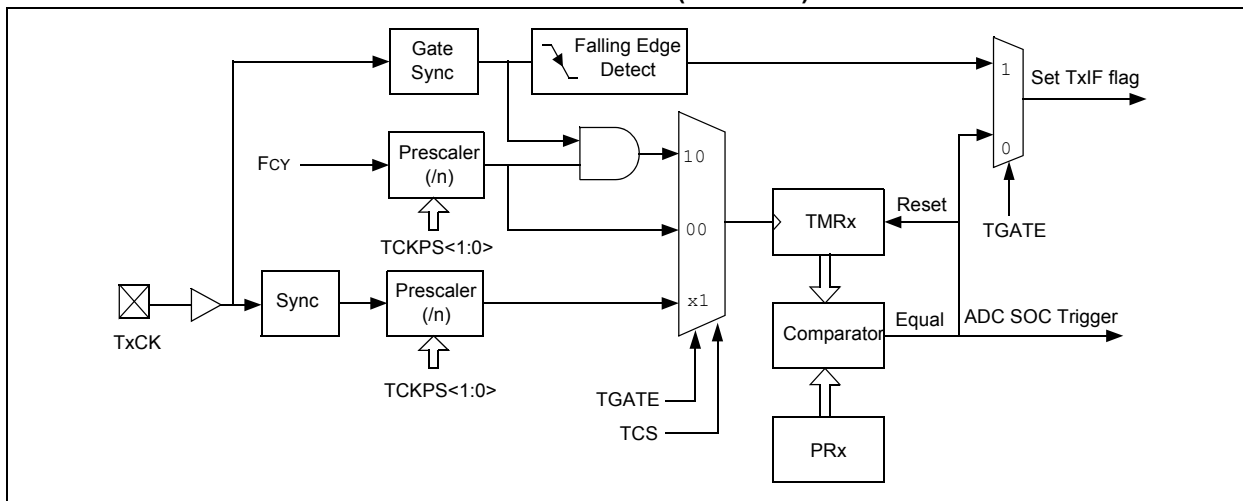 Gate
Sync
Falling Edge
Detect
1
Set TxIF flag
0
FCY
Prescaler
(/n)
10
TCKPS<1:0>
00
TMRx
Reset
TGATE
TxCK
Sync
Prescaler
(/n)
x1
Comparator
Equal
ADC SOC Trigger
TCKPS<1:0>
TGATE
TCS
PRx